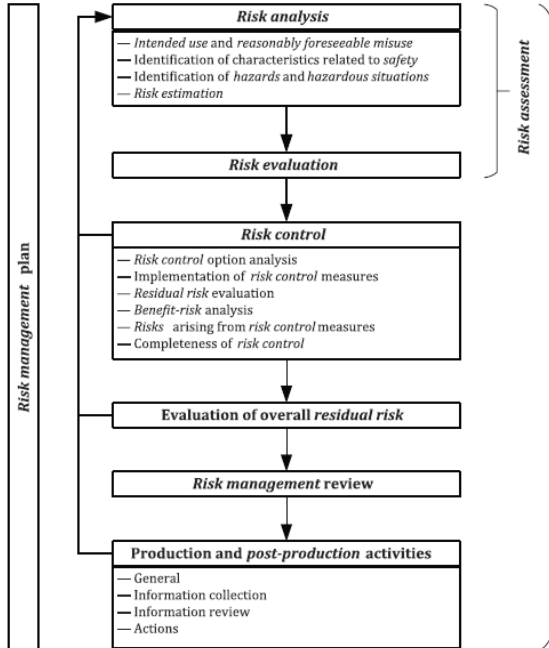 Risk analysis
— Intended use and reasonably foreseeable misuse
— Identification of characteristics related to safety
— Identification of hazards and hazardous situations
— Risk estimation
Risk evaluation
Risk assessment
Risk control
— Risk control option analysis
— Implementation of risk control measures
— Residual risk evaluation
— Benefit-risk analysis
— Risks arising from risk control measures
— Completeness of risk control
Risk management plan
Evaluation of overall residual risk
Risk management review
Production and post-production activities
— General
— Information collection
— Information review
— Actions